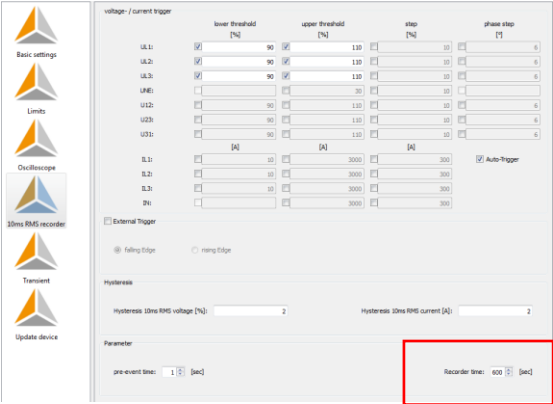 voltage- / current trigger
lower threshold upper threshold step phase step
[%] [%] [%] [°]
UL1: 90 110 10 6
UL2: 90 110 10 6
UL3: 90 110 10 6
UNE: 30 10
U12: 90 110 10 6
U23: 90 110 10 6
U31: 90 110 10 6
[A] [A] [A]
IL1: 10 3000 300 Auto-Trigger
IL2: 10 3000 300
IL3: 10 3000 300
IN: 3000 300
External Trigger
falling Edge rising Edge
Hysteresis
Hysteresis 10ms RMS voltage [%]: 2 Hysteresis 10ms RMS current [A]: 2
Parameter
pre-event time: 1 [sec] Recorder time: 600 [sec]
Basic settings
Limits
Oscilloscope
10ms RMS recorder
Transient
Update device